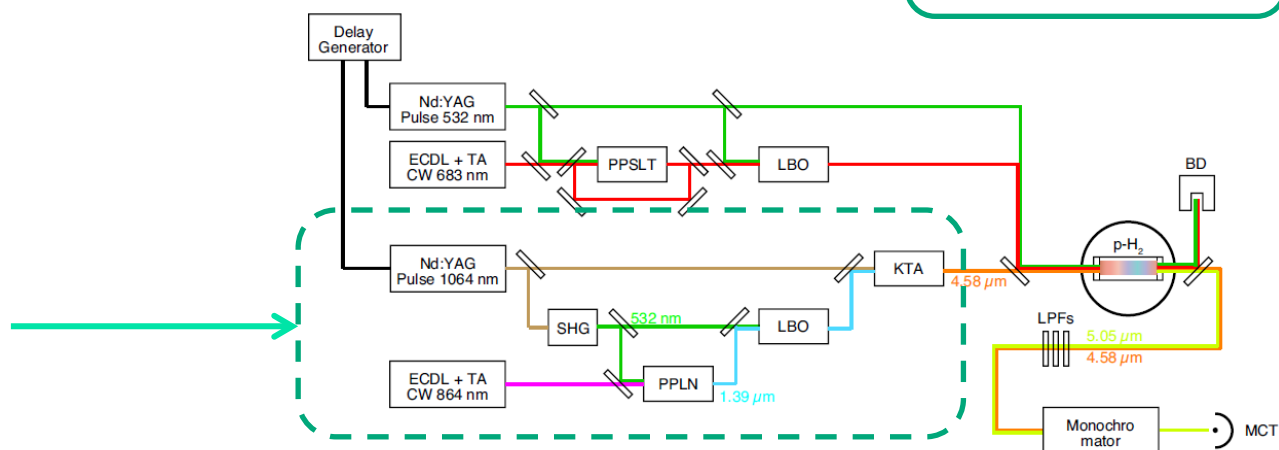 Delay
Generator
Nd:YAG
Pulse 532 nm
ECDL + TA
CW 683 nm
PPSLT
LBO
BD
p-H2
Nd:YAG
Pulse 1064 nm
KTA
4.58 µm
SHG
532 nm
LBO
LPFs
5.05 µm
4.58 µm
ECDL + TA
CW 864 nm
PPLN
1.39 µm
Monochro
mator
MCT